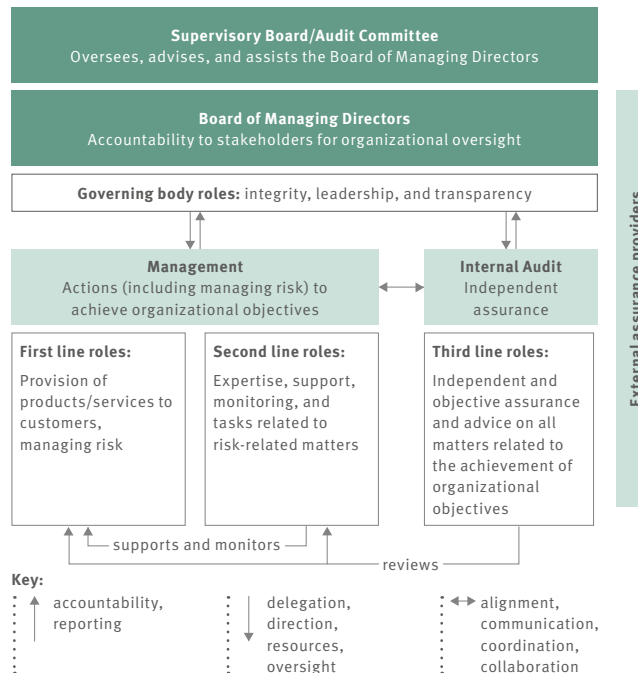 Supervisory Board/Audit Committee
Oversees, advises, and assists the Board of Managing Directors
Board of Managing Directors
Accountability to stakeholders for organizational oversight
Governing body roles: integrity, leadership, and transparency
Management
Actions (including managing risk) to
achieve organizational objectives
Internal Audit
Independent
assurance
First line roles:
Provision of
products/services to
customers,
managing risk
Second line roles:
Expertise, support,
monitoring, and
tasks related to
risk-related matters
Third line roles:
Independent and
objective assurance
and advice on all
matters related to
the achievement of
organizational
objectives
External assurance providers
supports and monitors
reviews
Key:
accountability,
reporting
delegation,
direction,
resources,
oversight
alignment,
communication,
coordination,
collaboration